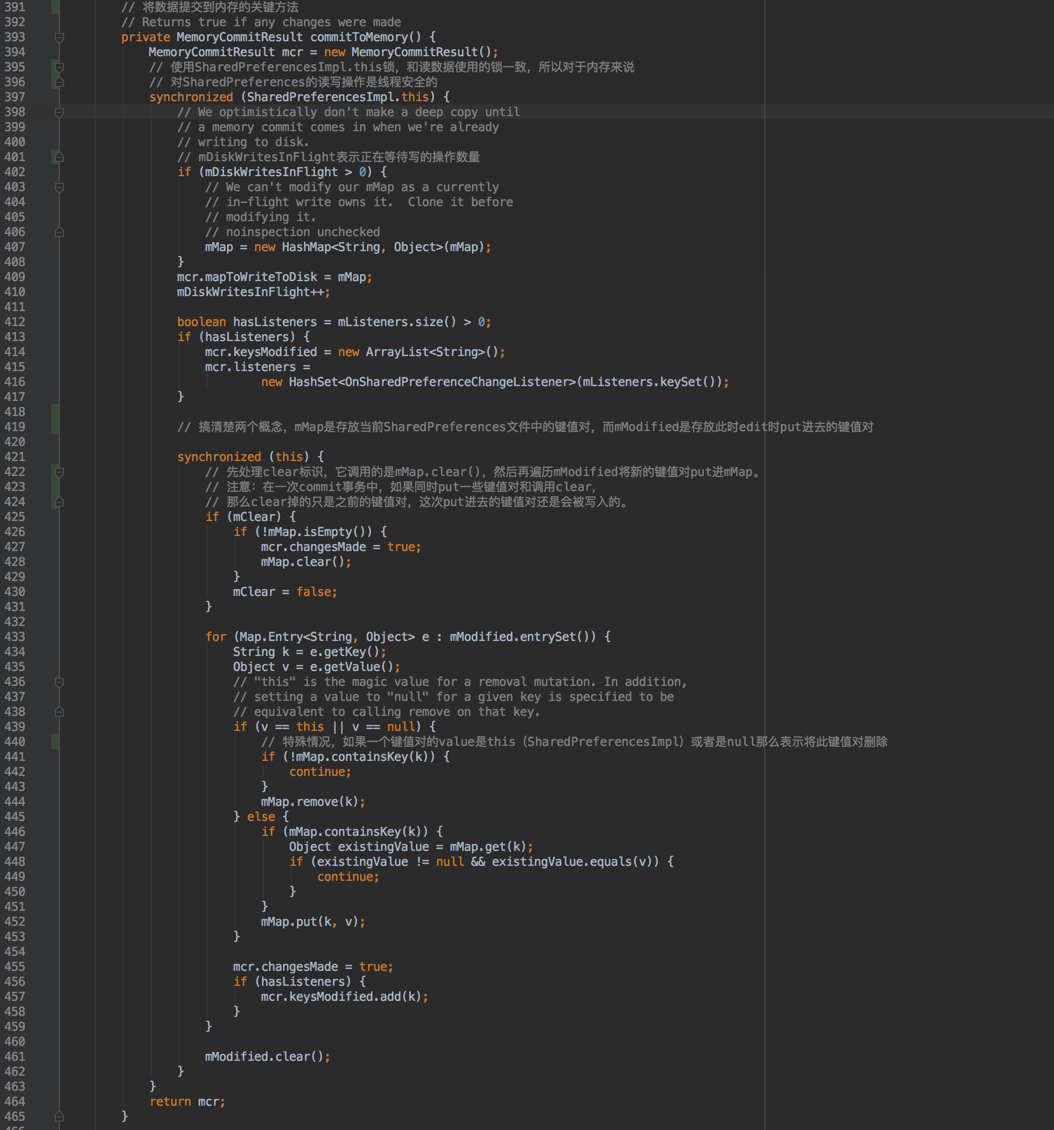 391 // 将数据提交到内存的关键方法
392 // Returns true if any changes were made
393 private MemoryCommitResult commitToMemory() {
394 MemoryCommitResult mcr = new MemoryCommitResult();
395 // 使用SharedPreferencesImpl.this锁，和读数据使用的锁一致，所以对于内存来说
396 // 对SharedPreferences的读写操作是线程安全的
397 synchronized (SharedPreferencesImpl.this) {
398 // We optimistically don't make a deep copy until
399 // a memory commit comes in when we're already
400 // writing to disk.
401 // mDiskWritesInFlight表示正在等待写的操作数量
402 if (mDiskWritesInFlight > 0) {
403 // We can't modify our mMap as a currently
404 // in-flight write owns it.  Clone it before
405 // modifying it.
406 // noinspection unchecked
407 mMap = new HashMap<String, Object>(mMap);
408 }
409 mcr.mapToWriteToDisk = mMap;
410 mDiskWritesInFlight++;
411
412 boolean hasListeners = mListeners.size() > 0;
413 if (hasListeners) {
414 mcr.keysModified = new ArrayList<String>();
415 mcr.listeners =
416 new HashSet<OnSharedPreferenceChangeListener>(mListeners.keySet());
417 }
418
419 // 搞清楚两个概念，mMap是存放当前SharedPreferences文件中的键值对，而mModified是存放此时edit时put进去的键值对
420
421 synchronized (this) {
422 // 先处理clear标识，它调用的是mMap.clear()，然后再遍历mModified将新的键值对put进mMap。
423 // 注意：在一次commit事务中，如果同时put一些键值对和调用clear，
424 // 那么clear掉的只是之前的键值对，这次put进去的键值对还是会被写入的。
425 if (mClear) {
426 if (!mMap.isEmpty()) {
427 mcr.changesMade = true;
428 mMap.clear();
429 }
430 mClear = false;
431 }
432
433 for (Map.Entry<String, Object> e : mModified.entrySet()) {
434 String k = e.getKey();
435 Object v = e.getValue();
436 // "this" is the magic value for a removal mutation. In addition,
437 // setting a value to "null" for a given key is specified to be
438 // equivalent to calling remove on that key.
439 if (v == this || v == null) {
440 // 特殊情况，如果一个键值对的value是this（SharedPreferencesImpl）或者是null那么表示将此键值对删除
441 if (!mMap.containsKey(k)) {
442 continue;
443 }
444 mMap.remove(k);
445 } else {
446 if (mMap.containsKey(k)) {
447 Object existingValue = mMap.get(k);
448 if (existingValue != null && existingValue.equals(v)) {
449 continue;
450 }
451 }
452 mMap.put(k, v);
453 }
454
455 mcr.changesMade = true;
456 if (hasListeners) {
457 mcr.keysModified.add(k);
458 }
459 }
460
461 mModified.clear();
462 }
463 }
464 return mcr;
465 }